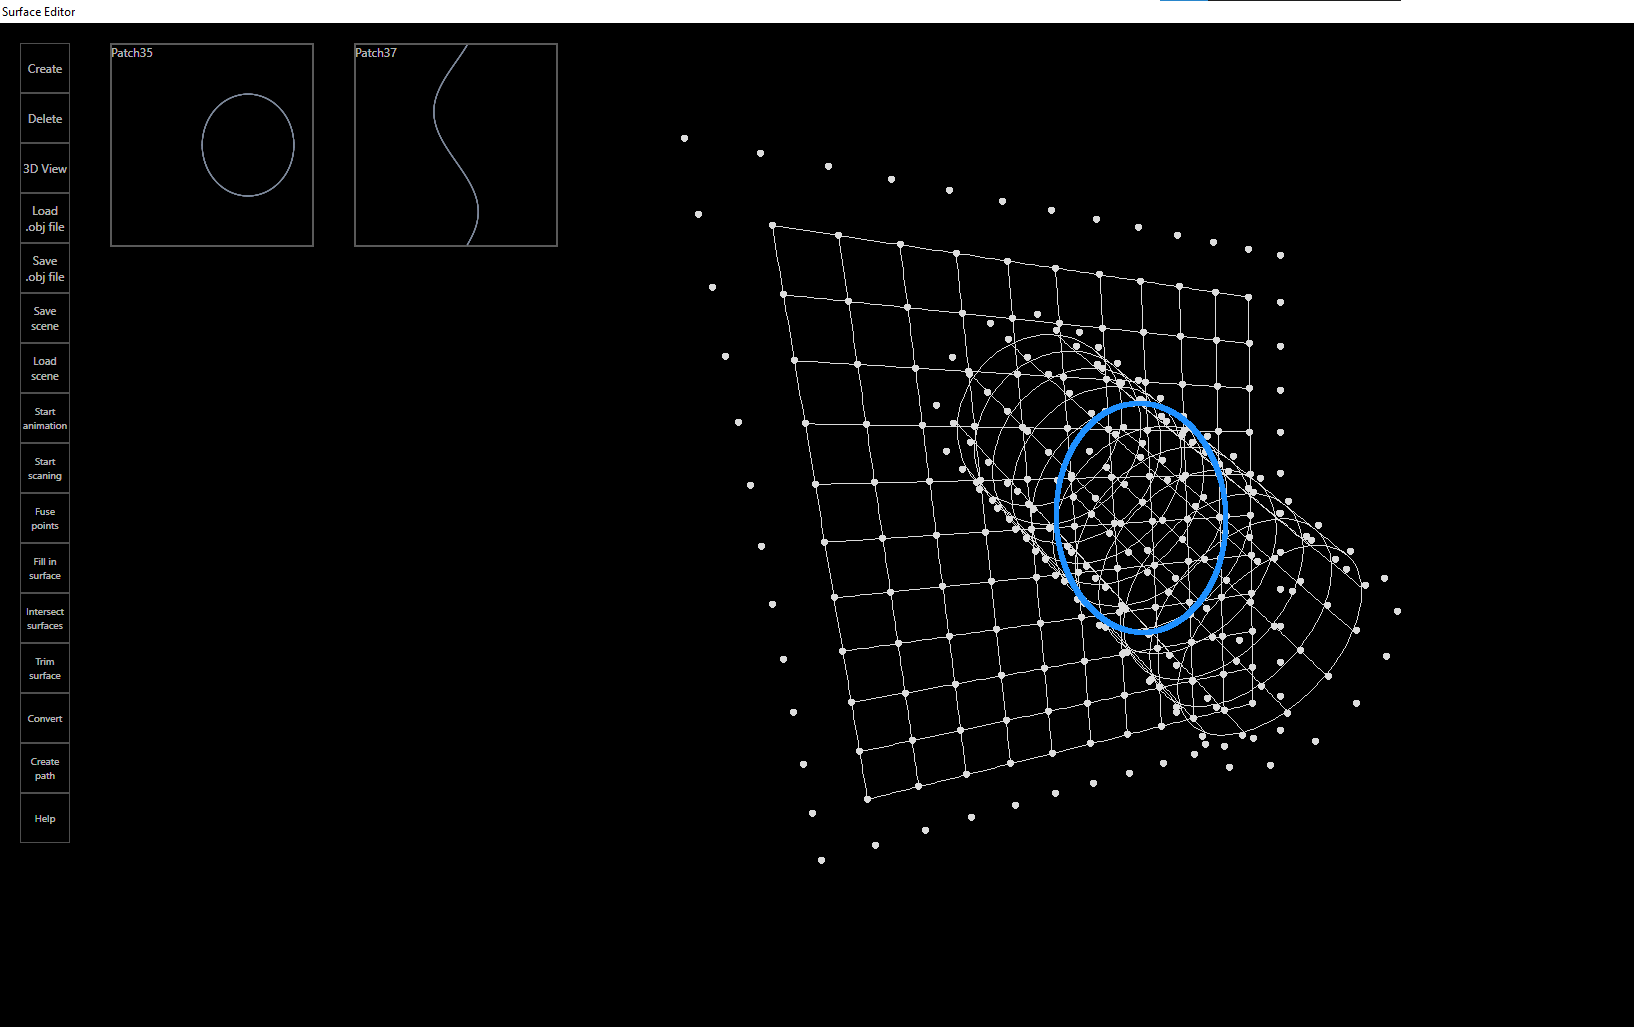 Surface Editor
Create
Delete
3D View
Load
.obj file
Save
.obj file
Save
scene
Load
scene
Start
animation
Start
scaning
Fuse
points
Fill in
surface
Intersect
surfaces
Trim
surface
Convert
Create
path
Help
Patch35
Patch37